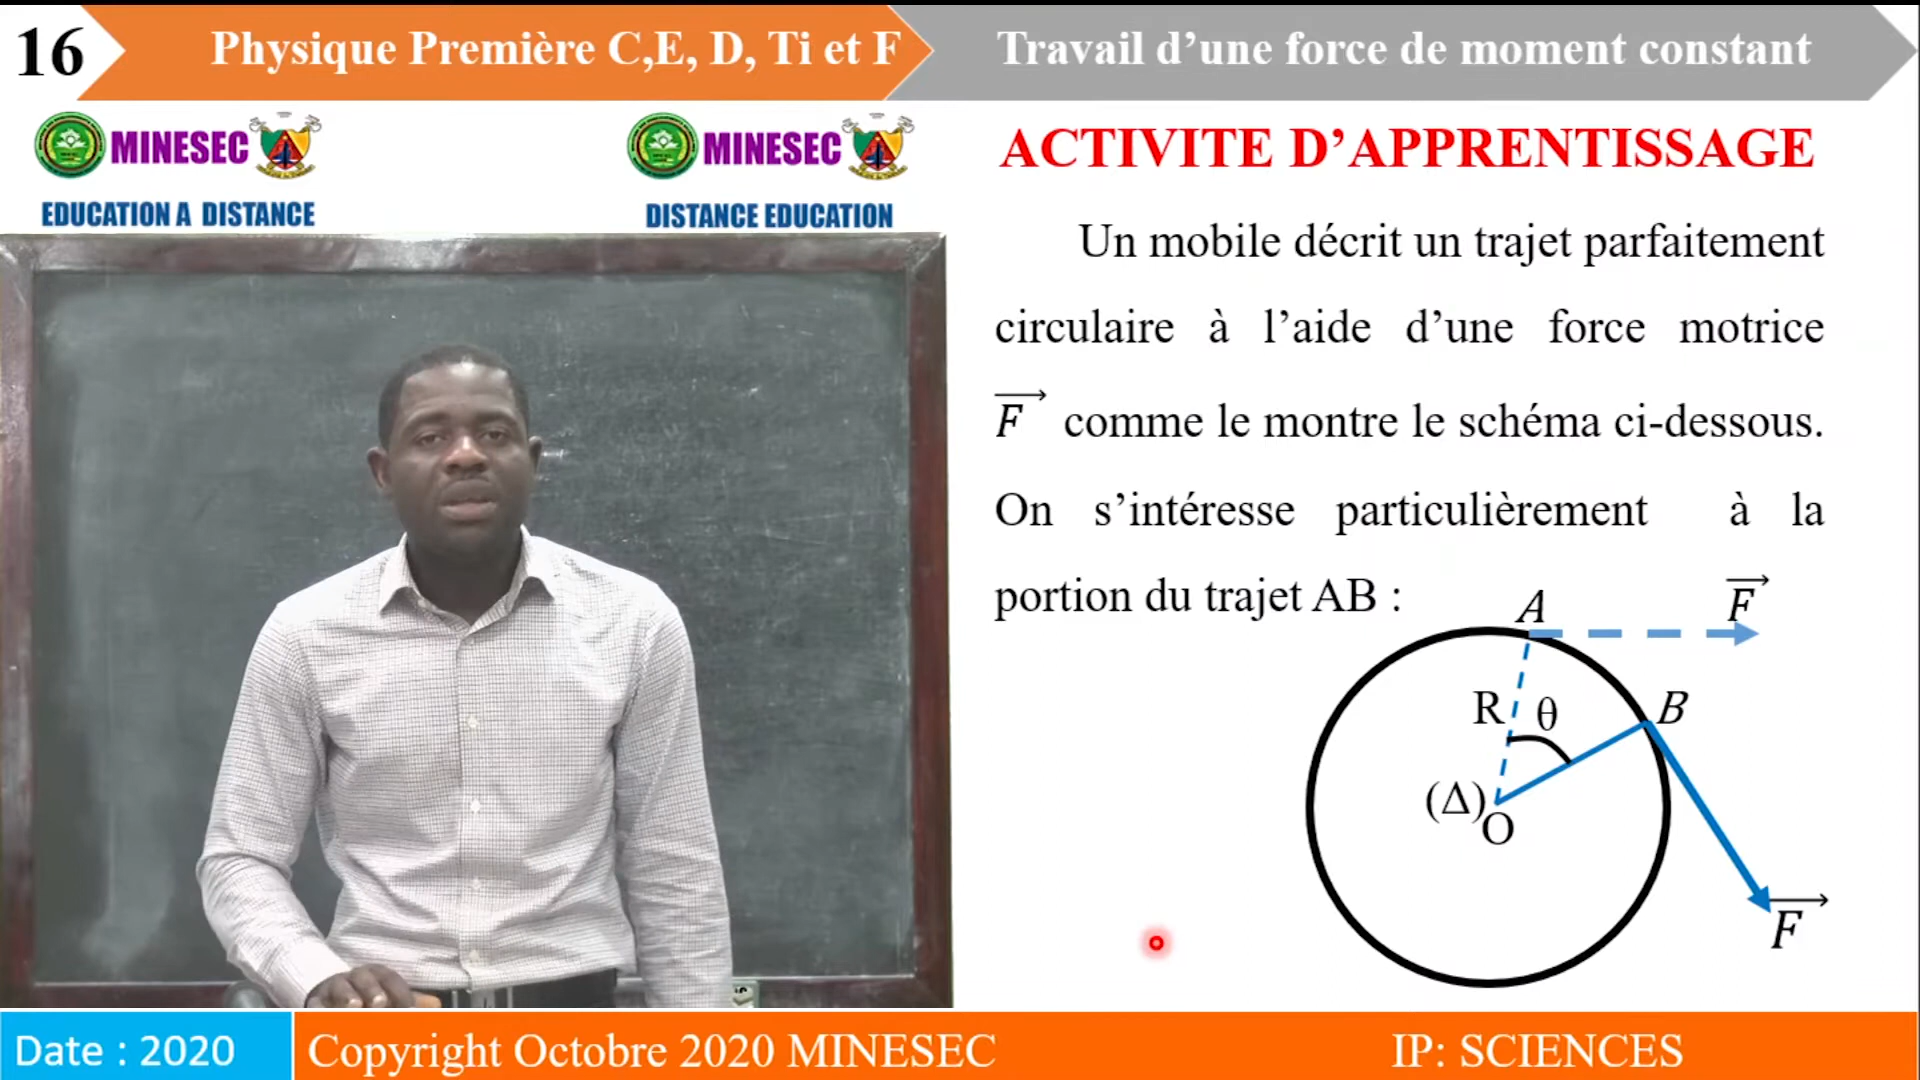 16
Physique Première C,E, D, Ti et F
Travail d’une force de moment constant
MINESEC
EDUCATION A DISTANCE
MINESEC
DISTANCE EDUCATION
ACTIVITE D’APPRENTISSAGE
Un mobile décrit un trajet parfaitement
circulaire à l’aide d’une force motrice
F comme le montre le schéma ci-dessous.
On s’intéresse particulièrement à la
portion du trajet AB :
A
F
R
θ
B
(Δ)
O
F
Date : 2020
Copyright Octobre 2020 MINESEC
IP: SCIENCES